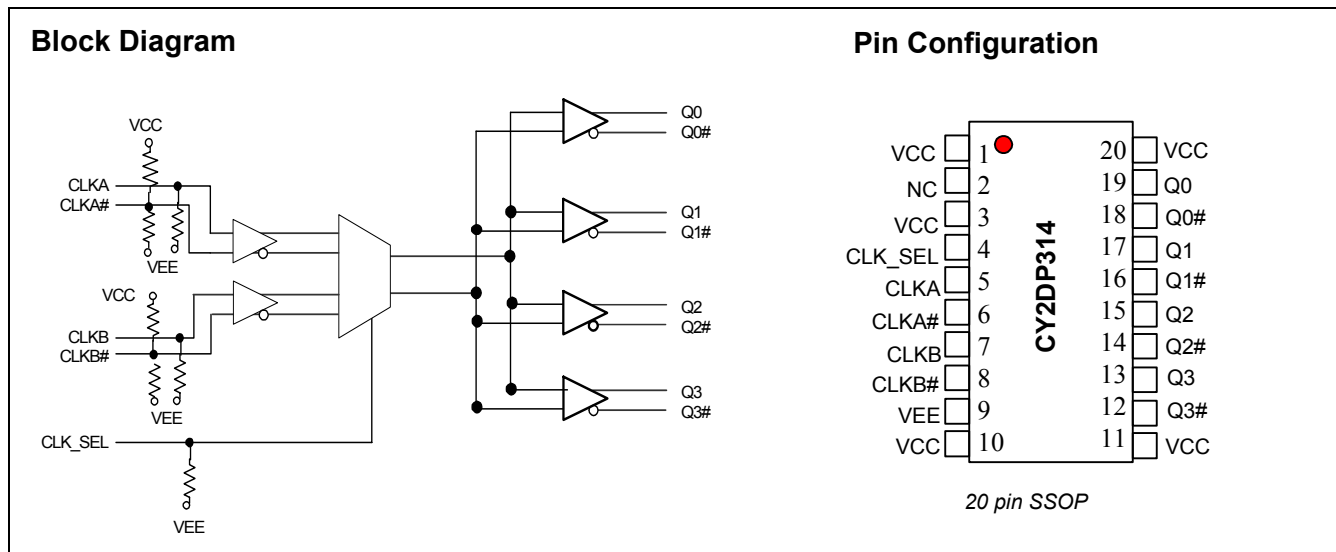 Block Diagram
VCC
CLKA
CLKA#
VEE
VCC
CLKB
CLKB#
VEE
CLK_SEL
VEE
Q0
Q0#
Q1
Q1#
Q2
Q2#
Q3
Q3#
Pin Configuration
VCC 1 20 VCC
NC 2 19 Q0
VCC 3 18 Q0#
CLK_SEL 4 17 Q1
CLKA 5 16 Q1#
CLKA# 6 15 Q2
CLKB 7 14 Q2#
CLKB# 8 13 Q3
VEE 9 12 Q3#
VCC 10 11 VCC
CY2DP314
20 pin SSOP